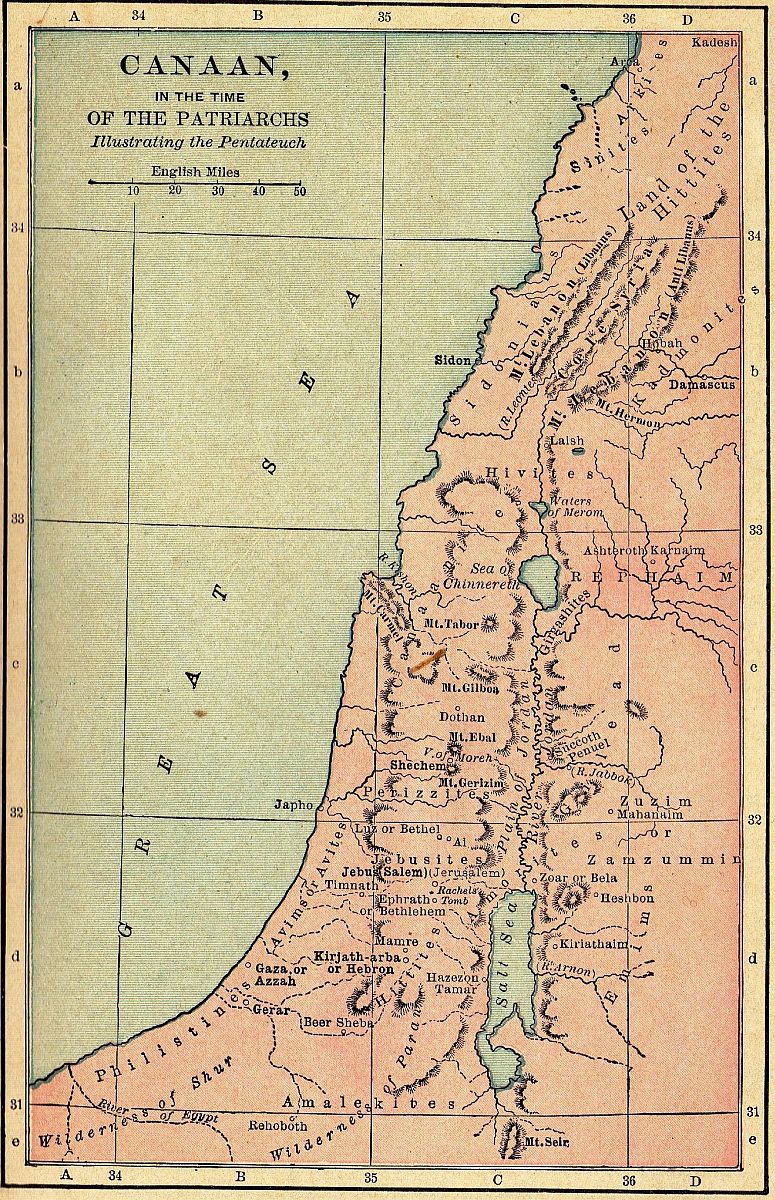 A 34 B 35 C 36 D
a
a
CANAAN,
IN THE TIME
OF THE PATRIARCHS
Illustrating the Pentateuch
English Miles
10 20 30 40 50
Kadesh
Arca
Arkites
Sinites
Land of the
Hittites
34
34
Sidonians
Mt. Lebanon (Libanus)
Cœle Syria
Mt. Lebanon (Anti Libanus)
Hobah
Kadmonites
Sidon
b
b
Damascus
(R. Leontes)
Mt. Hermon
Laish
Hivites
Waters
of Merom
33
33
Ashteroth Karnaim
Sea of
Chinnereth
REPHAIM
R. Kishon
Canaanites
Mt. Carmel
Mt. Tabor
Girgashites
c
c
Mt. Gilboa
Gilead
Dothan
Mt. Ebal
V. of Moreh
Succoth
Penuel
Shechem
(R. Jabbok)
Mt. Gerizim
Perizzites
Plain of Jordan
River Jordan
Zuzim
Japho
Mahanaim
32
32
or
Luz or Bethel
Ai
Jebusites
Zamzummin
Jebus (Salem) (Jerusalem)
Avims or Avites
Timnath
Rachels
Tomb
Ephrath
or Bethlehem
Amorites
Zoar or Bela
Heshbon
Mamre
Kirjath-arba
or Hebron
Kiriathaim
d
d
Gaza or
Azzah
Hittites
Salt Sea
(R. Arnon)
Emims
Hazezon
Tamar
Gerar
Beer Sheba
Philistines
GREAT SEA
Wilderness of Shur
River
of Egypt
Amalekites
Wilderness of Paran
Rehoboth
31
31
e
e
Mt. Seir
A 34 B 35 C 36 D